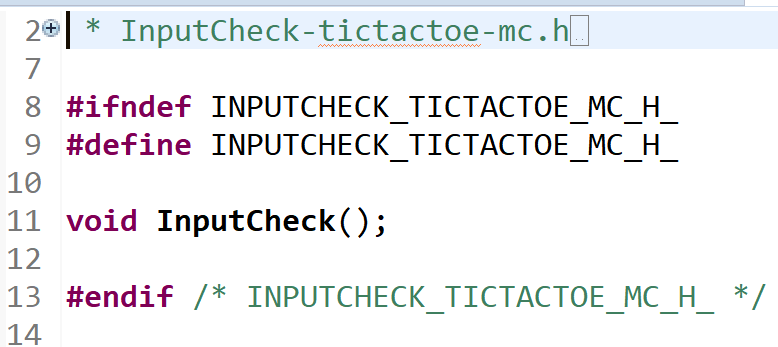 2 * InputCheck-tictactoe-mc.h
7
8 #ifndef INPUTCHECK_TICTACTOE_MC_H_
9 #define INPUTCHECK_TICTACTOE_MC_H_
10
11 void InputCheck();
12
13 #endif /* INPUTCHECK_TICTACTOE_MC_H_ */
14